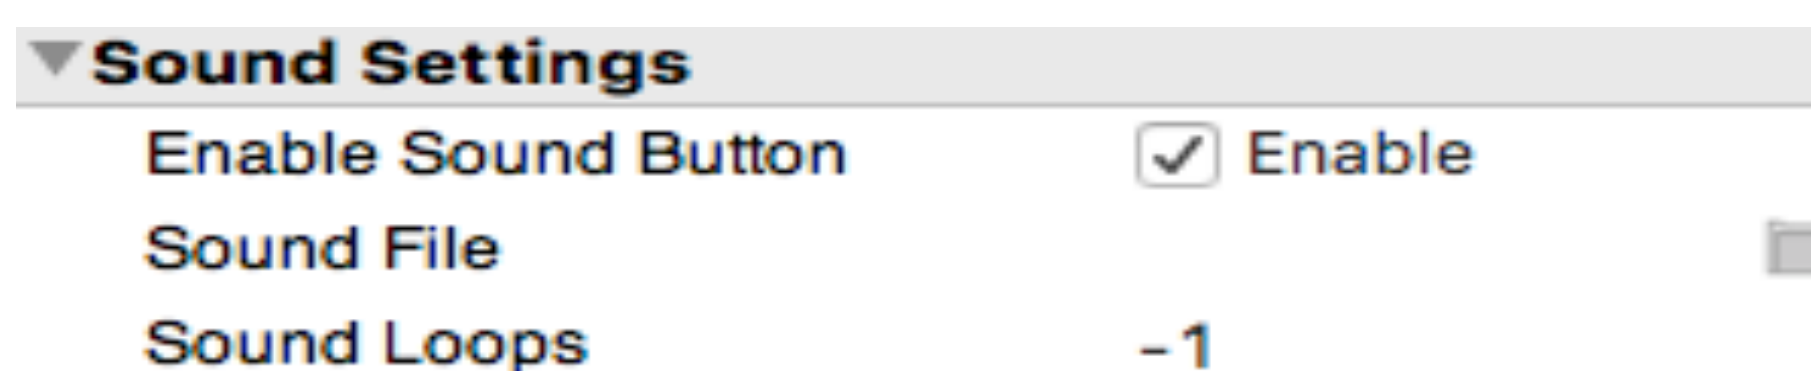 Sound Settings
Enable Sound Button Enable
Sound File
Sound Loops -1